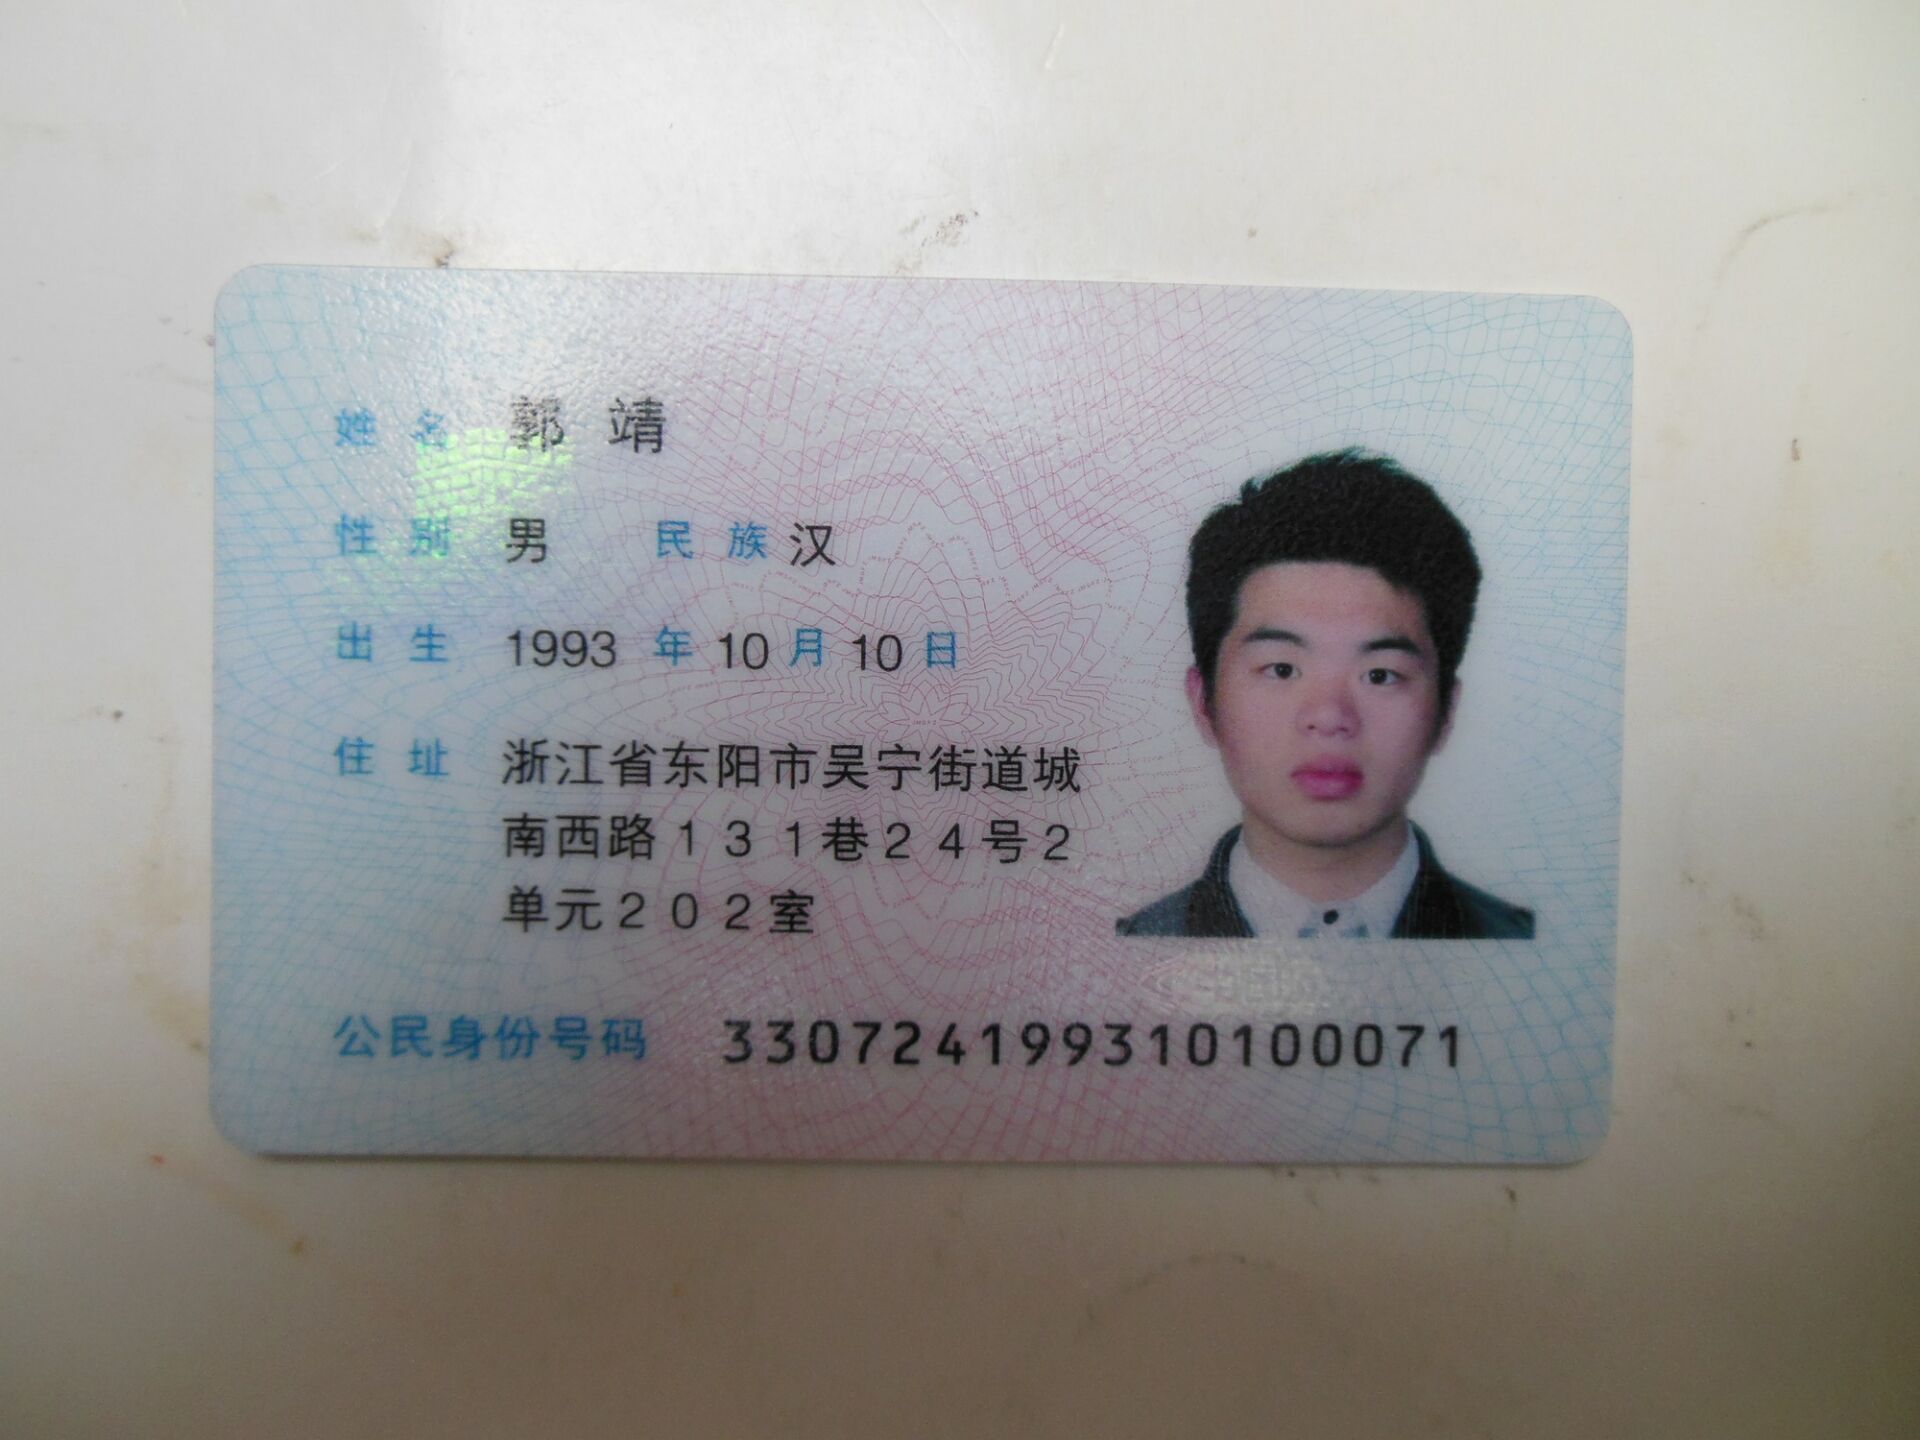 姓名 郭靖
性别 男 民族 汉
出生 1993 年 10 月 10 日
住址 浙江省东阳市吴宁街道城
南西路131巷24号2
单元202室
公民身份号码 330724199310100071